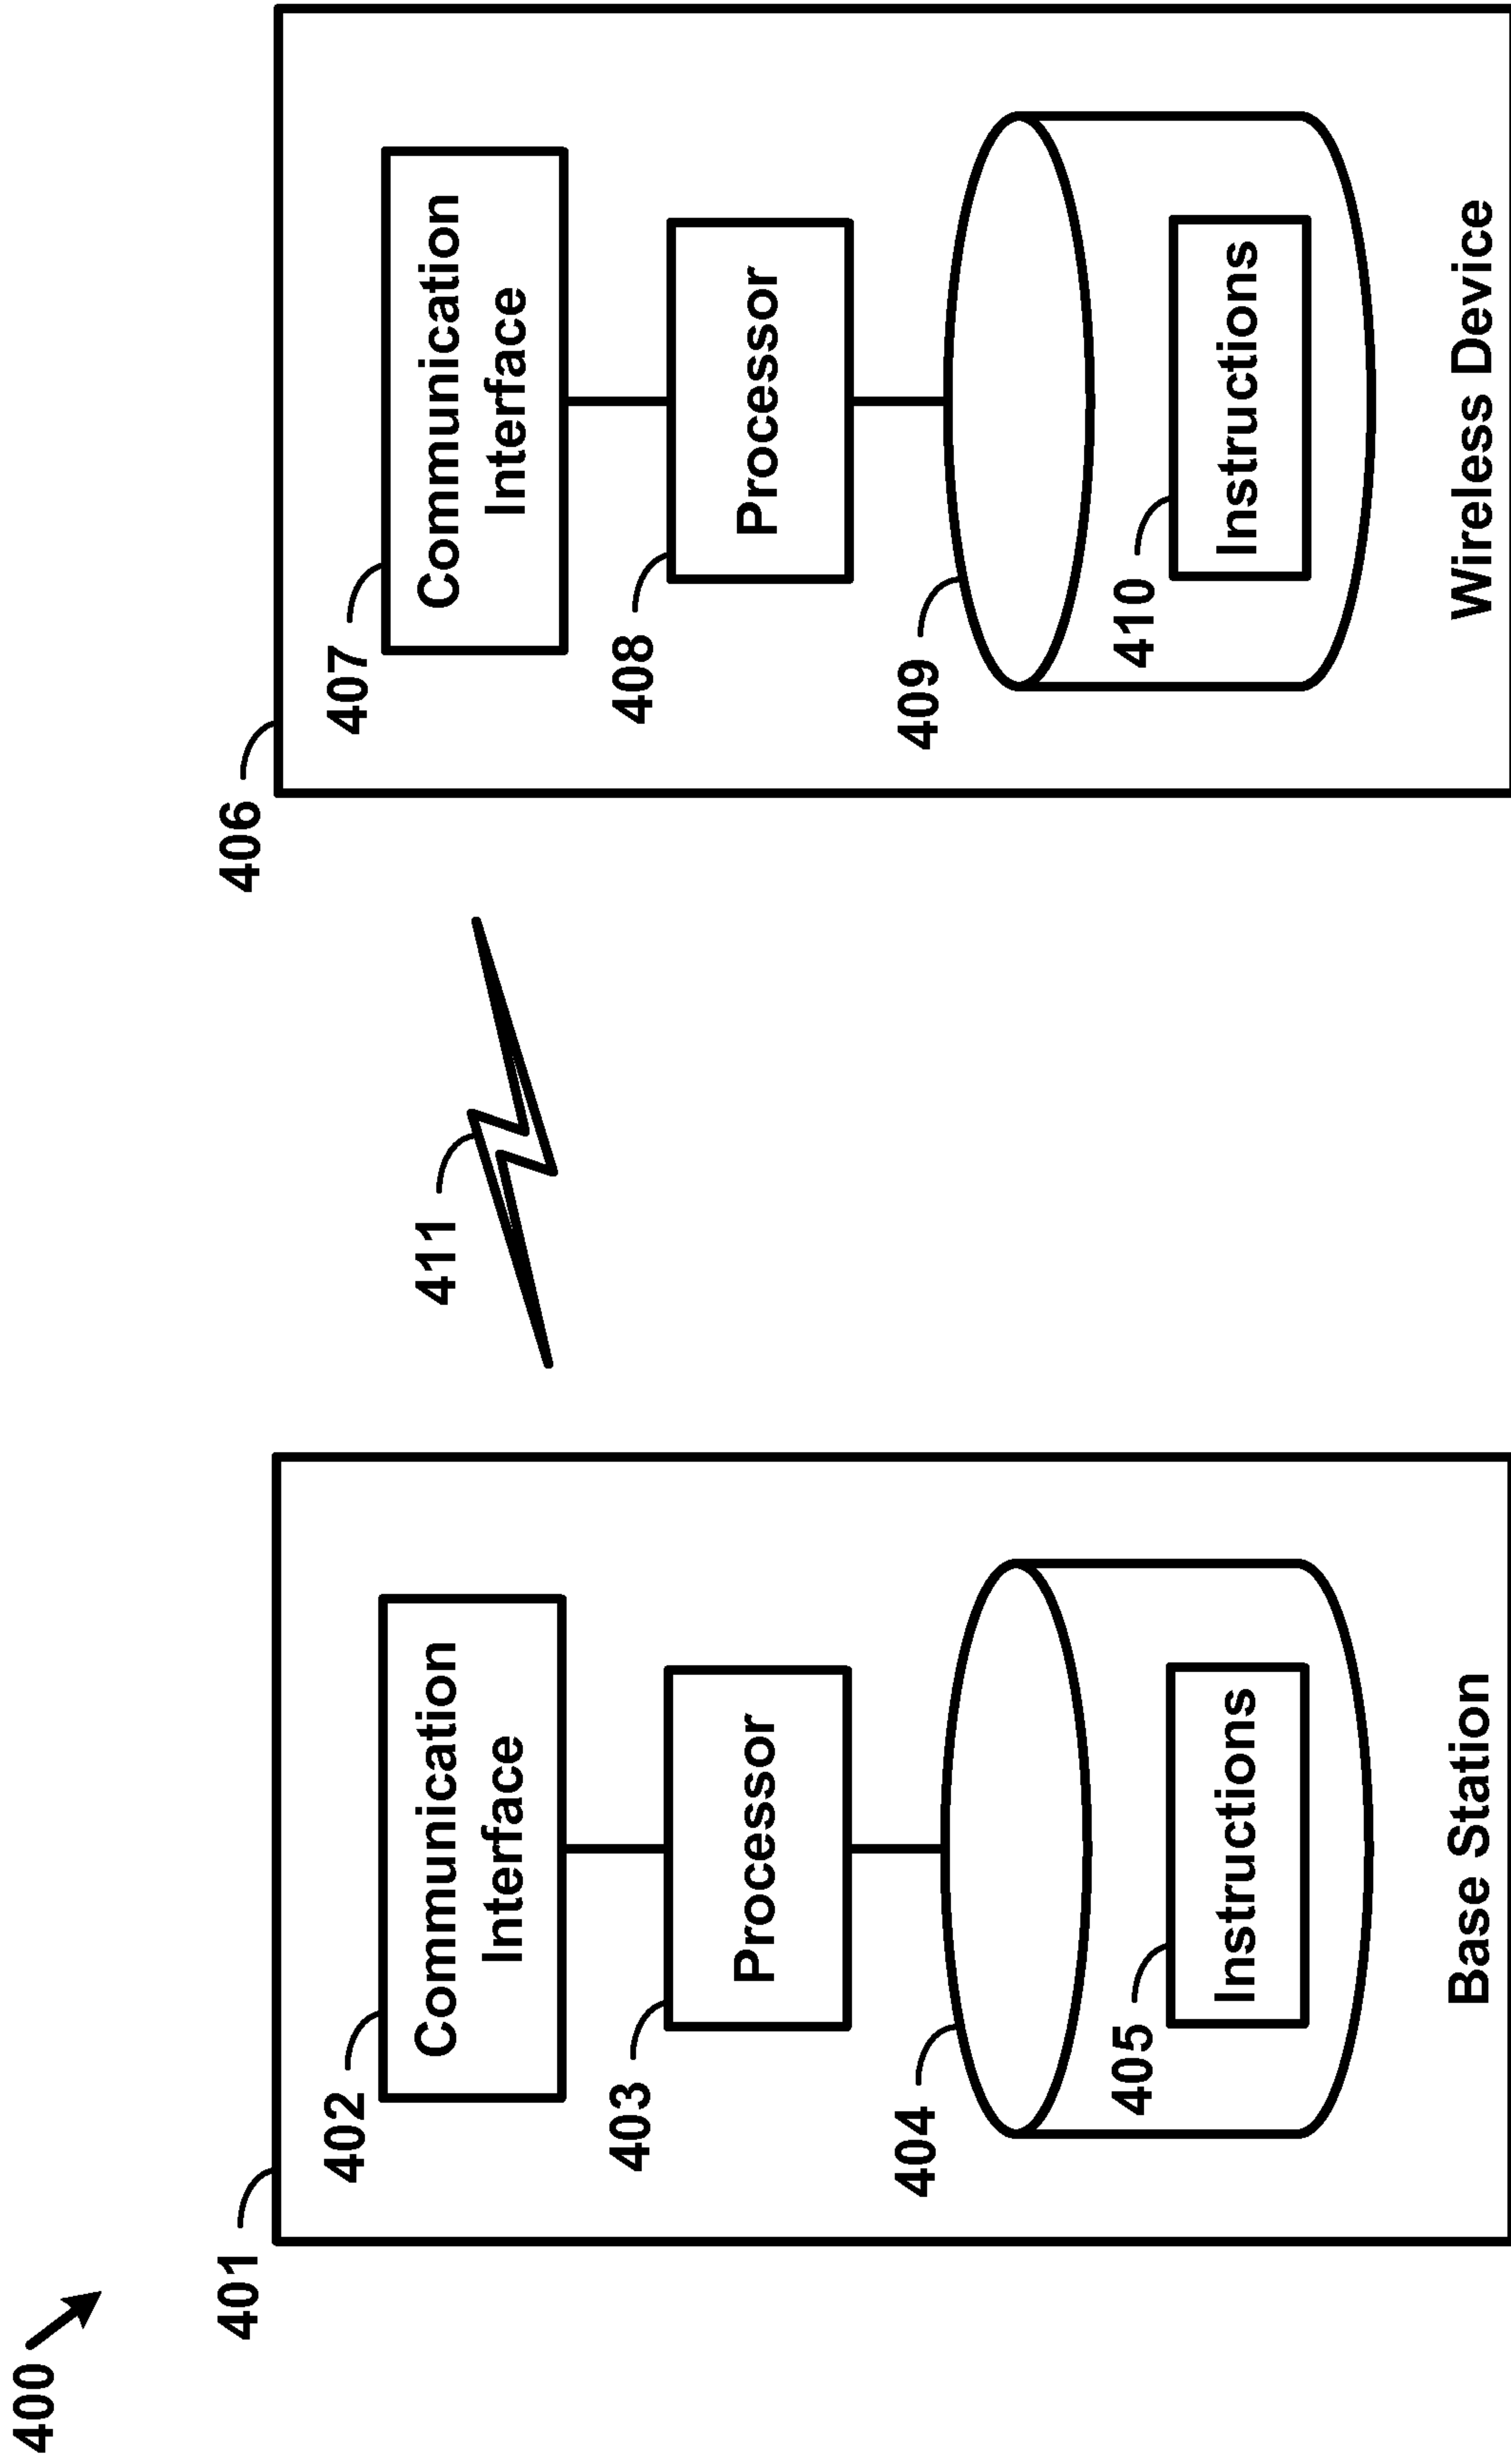 400
401
402
Communication
Interface
403
Processor
404
405
Instructions
Base Station
411
406
407
Communication
Interface
408
Processor
409
410
Instructions
Wireless Device